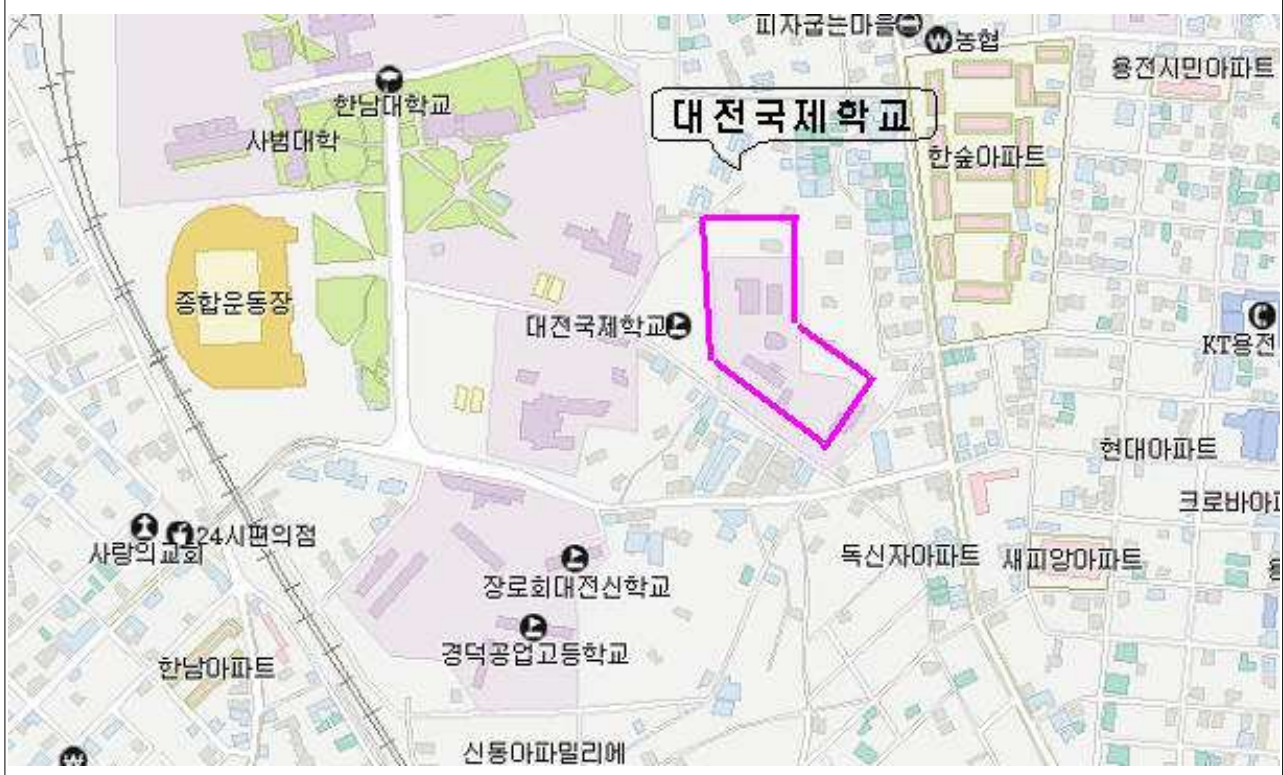 피자굽는마을
농협
용전시민아파트
한남대학교
대전국제학교
사범대학
한숲아파트
종합운동장
대전국제학교
KT용전
현대아파트
크로바아
24시편의점
사랑의교회
독신자아파트
새피앙아파트
장로회대전신학교
경덕공업고등학교
한남아파트
신동아파밀리에